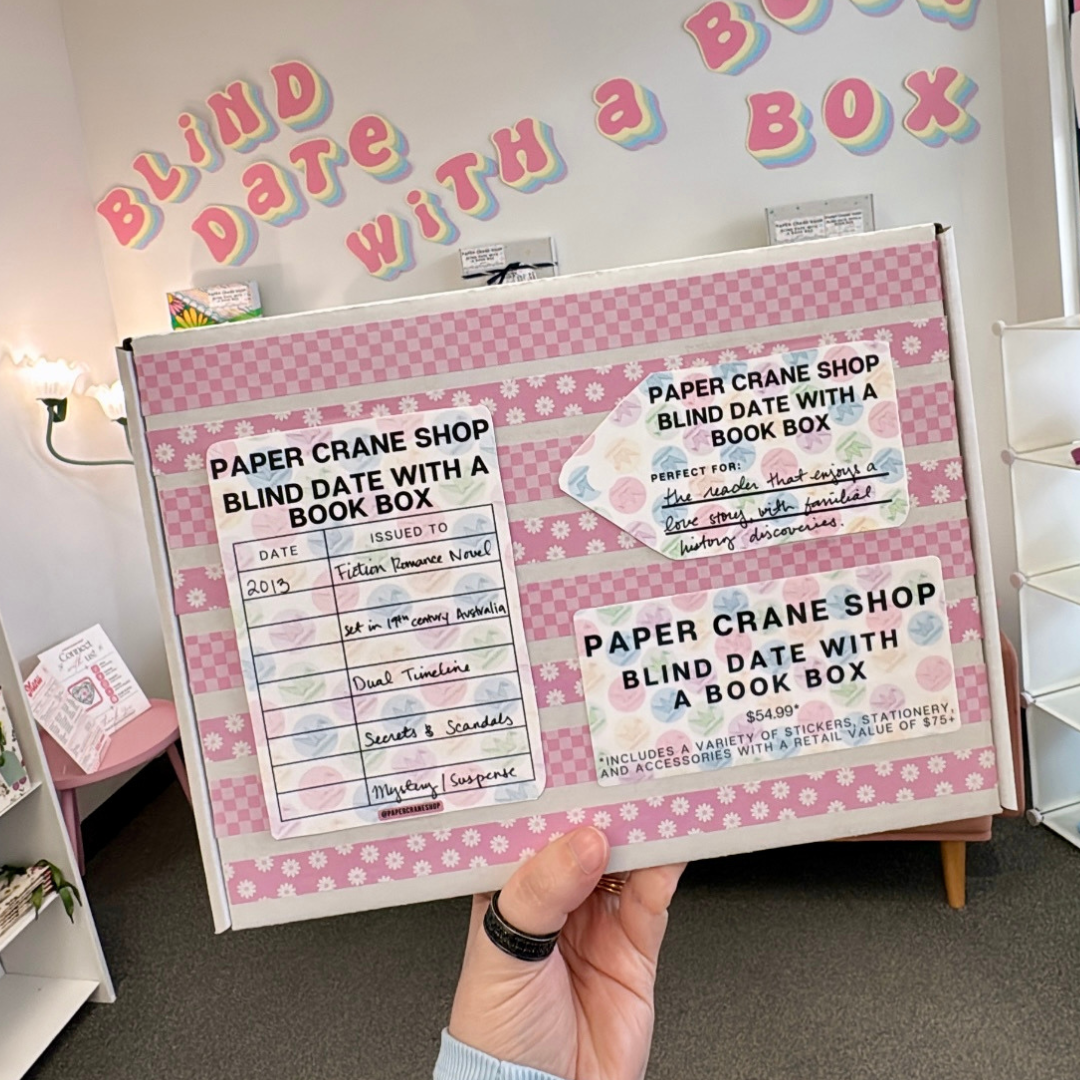 BLiND
Date
WiTH a
BOX
PAPER CRANE SHOP
BLIND DATE WITH A
BOOK BOX
DATE
ISSUED TO
2013
Fiction Romance Novel
set in 19th century Australia
Dual Timeline
Secrets & Scandals
Mystery/Suspense
@PAPERCRANESHOP
PAPER CRANE SHOP
BLIND DATE WITH A
BOOK BOX
PERFECT FOR:
the reader that enjoys a
love story, with familial
history discoveries.
PAPER CRANE SHOP
BLIND DATE WITH
A BOOK BOX
$54.99*
*INCLUDES A VARIETY OF STICKERS, STATIONERY,
AND ACCESSORIES WITH A RETAIL VALUE OF $75+
Connect
with us!